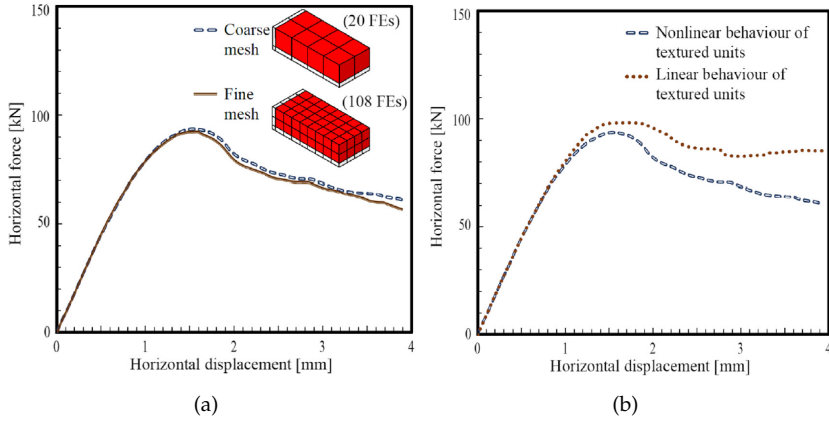 150
100
50
0
0
1
2
3
4
Horizontal force [kN]
Horizontal displacement [mm]
Coarse
mesh
(20 FEs)
Fine
mesh
(108 FEs)
(a)
150
100
50
0
0
1
2
3
4
Horizontal force [kN]
Horizontal displacement [mm]
Nonlinear behaviour of
textured units
Linear behaviour of
textured units
(b)